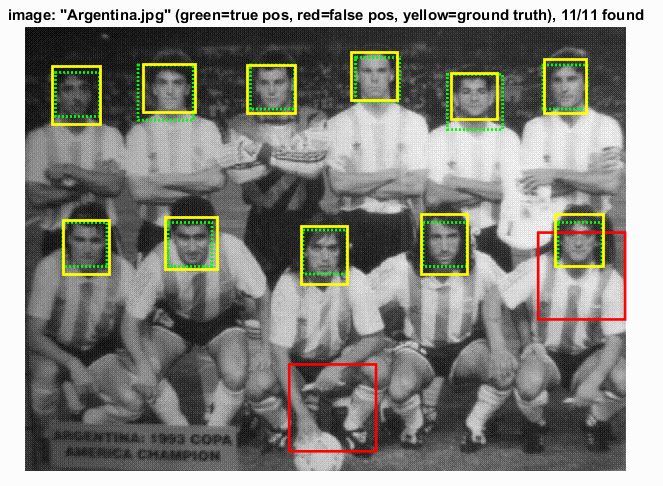 image: "Argentina.jpg" (green=true pos, red=false pos, yellow=ground truth), 11/11 found
ARGENTINA: 1993 COPA
AMERICA CHAMPION